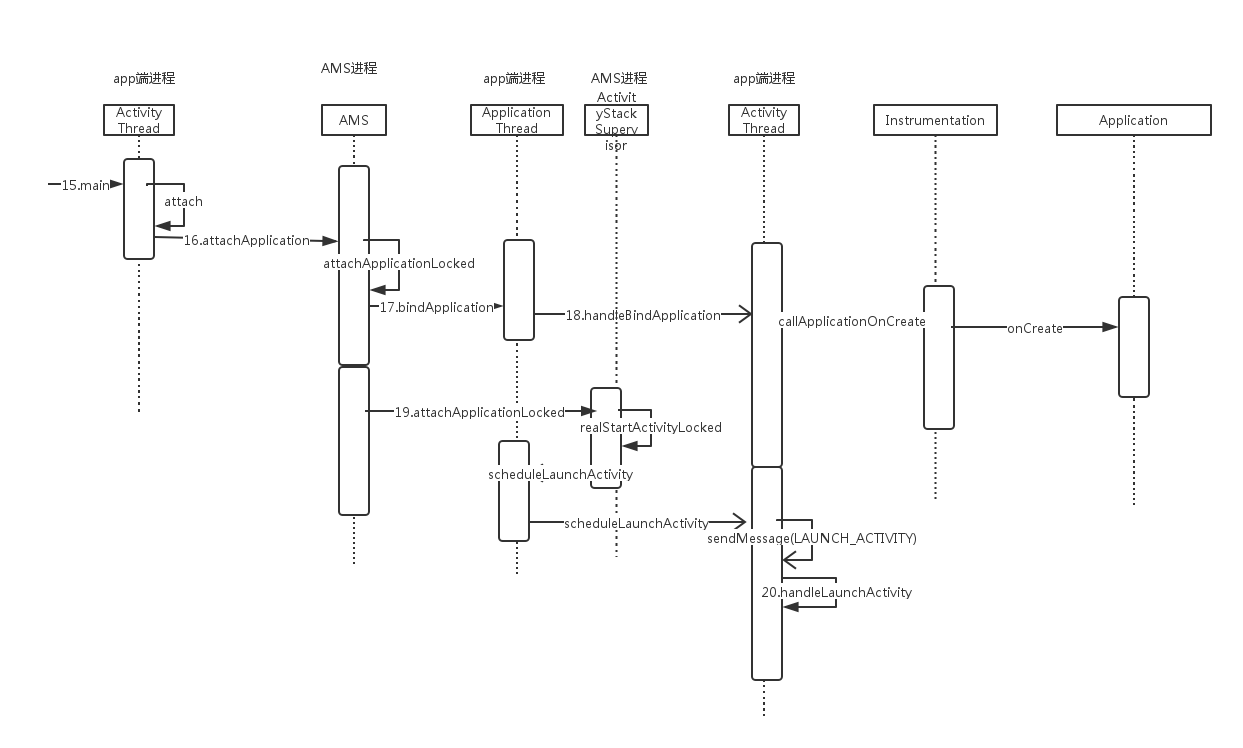 AMS进程
app端进程
app端进程
AMS进程
app端进程
Activity
Thread
AMS
Application
Thread
Activit
yStack
Superv
isor
Activity
Thread
Instrumentation
Application
15.main
attach
16.attachApplication
attachApplicationLocked
17.bindApplication
18.handleBindApplication
callApplicationOnCreate
onCreate
19.attachApplicationLocked
realStartActivityLocked
scheduleLaunchActivity
scheduleLaunchActivity
sendMessage(LAUNCH_ACTIVITY)
20.handleLaunchActivity